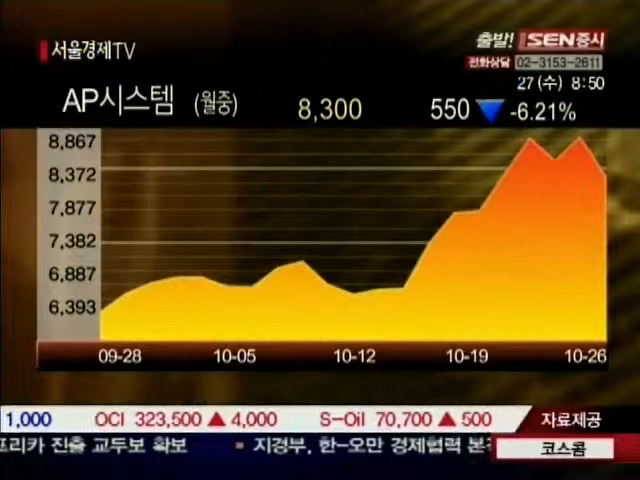 서울경제TV
출발! SEN증시
전화상담 02-3153-2611
27(수) 8:50
AP시스템 (월중) 8,300 550 ▼ -6.21%
8,867
8,372
7,877
7,382
6,887
6,393
09-28 10-05 10-12 10-19 10-26
1,000 OCI 323,500 ▲ 4,000 S-Oil 70,700 ▲ 500 자료제공
프리카 진출 교두보 확보 ▪ 지경부, 한-오만 경제협력 코스콤